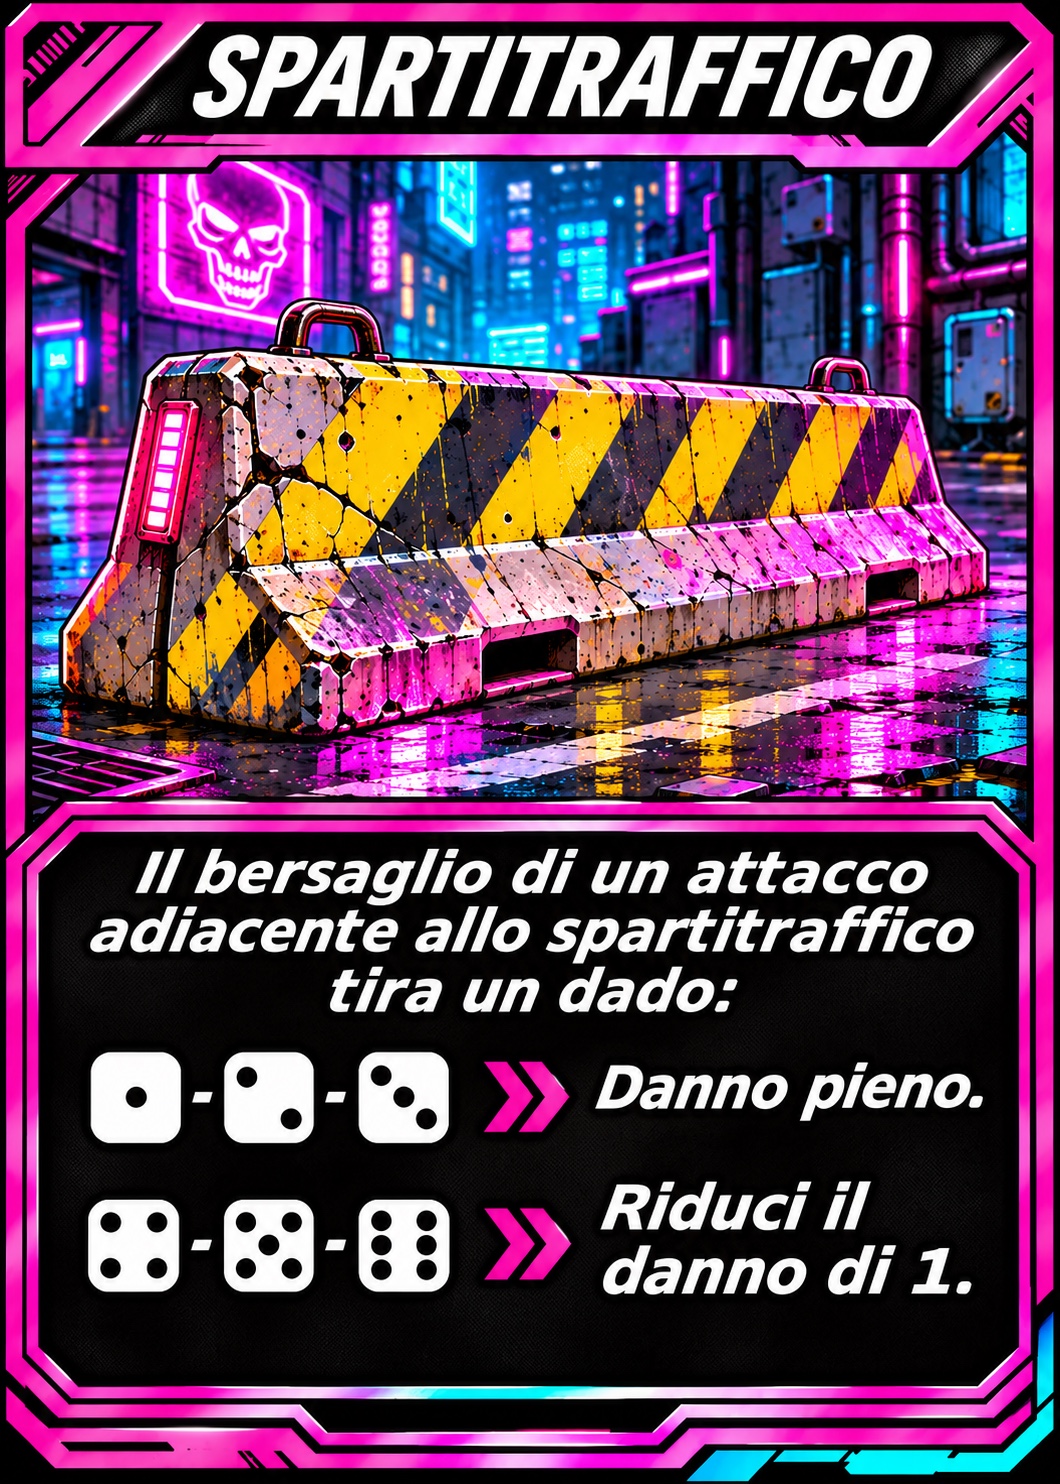 SPARTITRAFFICO
Il bersaglio di un attacco
adiacente allo spartitraffico
tira un dado:
- - Danno pieno.
Riduci il
- - danno di 1.